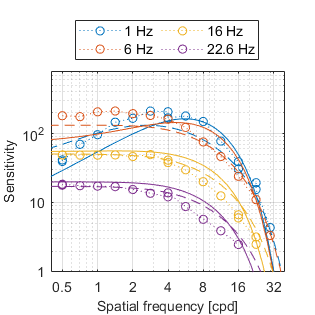 1 Hz 16 Hz
6 Hz 22.6 Hz
Sensitivity
10²
10
1
0.5 1 2 4 8 16 32
Spatial frequency [cpd]